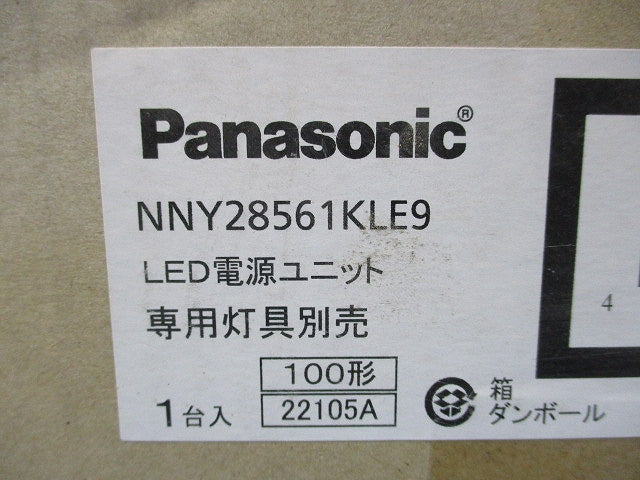 Panasonic®
NNY28561KLE9
LED電源ユニット
専用灯具別売
100形
1台入 22105A
箱
ダンボール
4